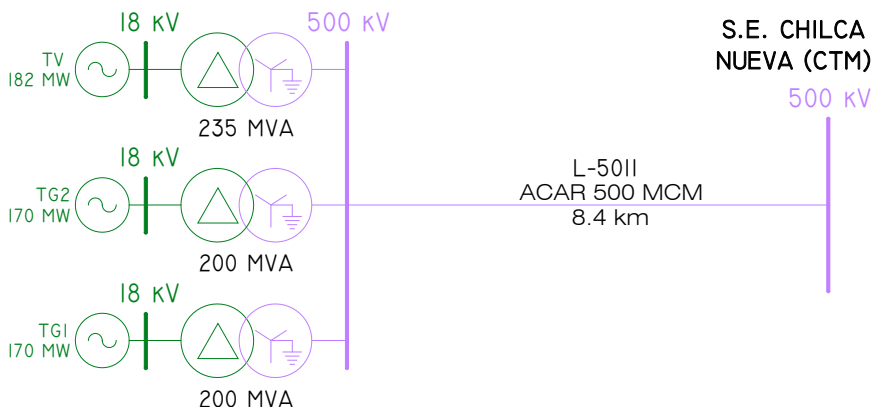 18 KV
500 KV
TV
182 MW
235 MVA
S.E. CHILCA
NUEVA (CTM)
500 KV
18 KV
TG2
170 MW
200 MVA
L-5011
ACAR 500 MCM
8.4 km
18 KV
TG1
170 MW
200 MVA